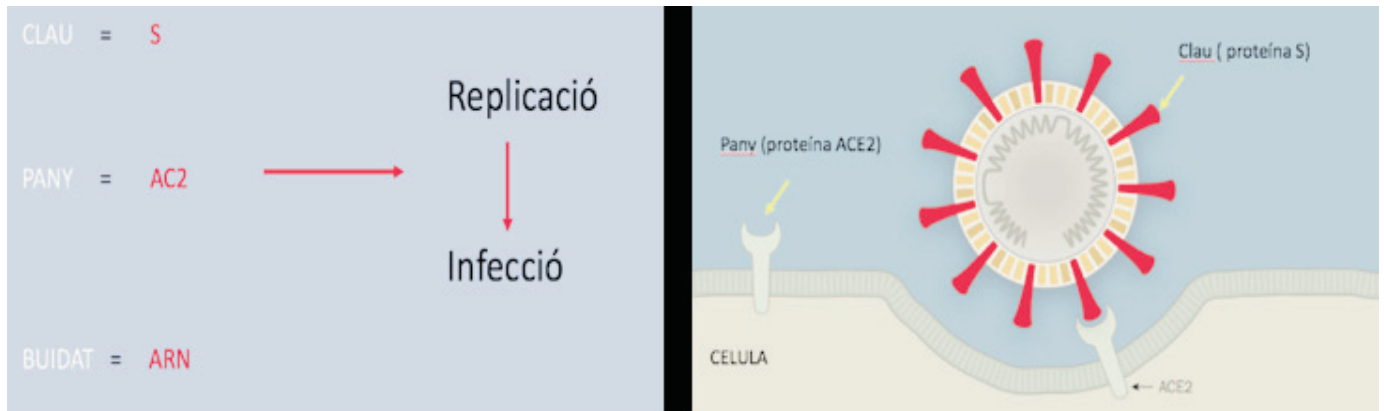 CLAU = S
Replicació
PANY = AC2
Infecció
BUIDAT = ARN
Clau ( proteína S)
Pany (proteína ACE2)
CELULA
ACE2